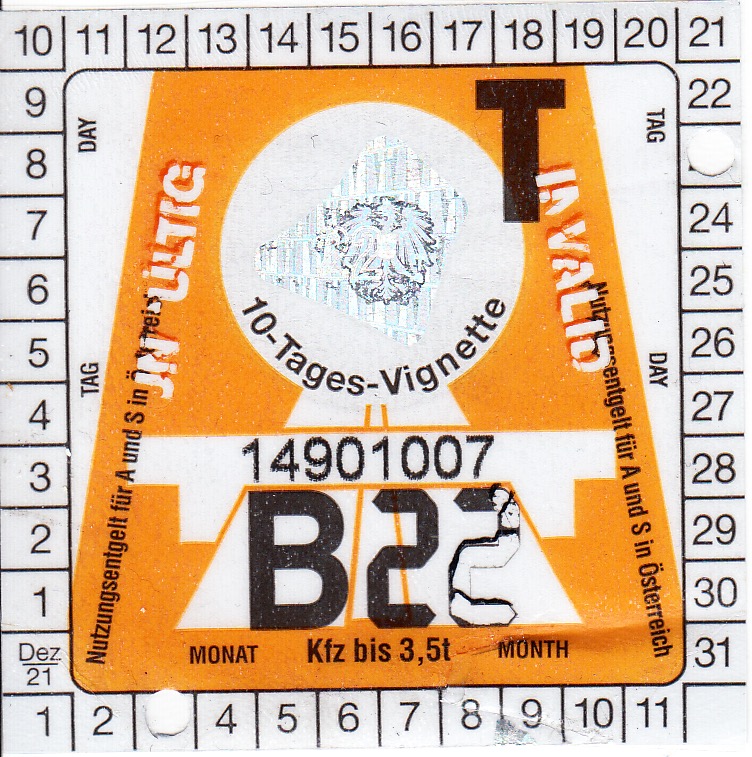 10 11 12 13 14 15 16 17 18 19 20 21
9
8
7
6
5
4
3
2
1
Dez
21
DAY
TAG
T
TAG
DAY
UNGÜLTIG
INVALID
10-Tages-Vignette
Nutzungsentgelt für A und S in Österreich
Nutzungsentgelt für A und S in Österreich
14901007
B22
MONAT Kfz bis 3,5t MONTH
22
24
25
26
27
28
29
30
31
1 2 4 5 6 7 8 9 10 11